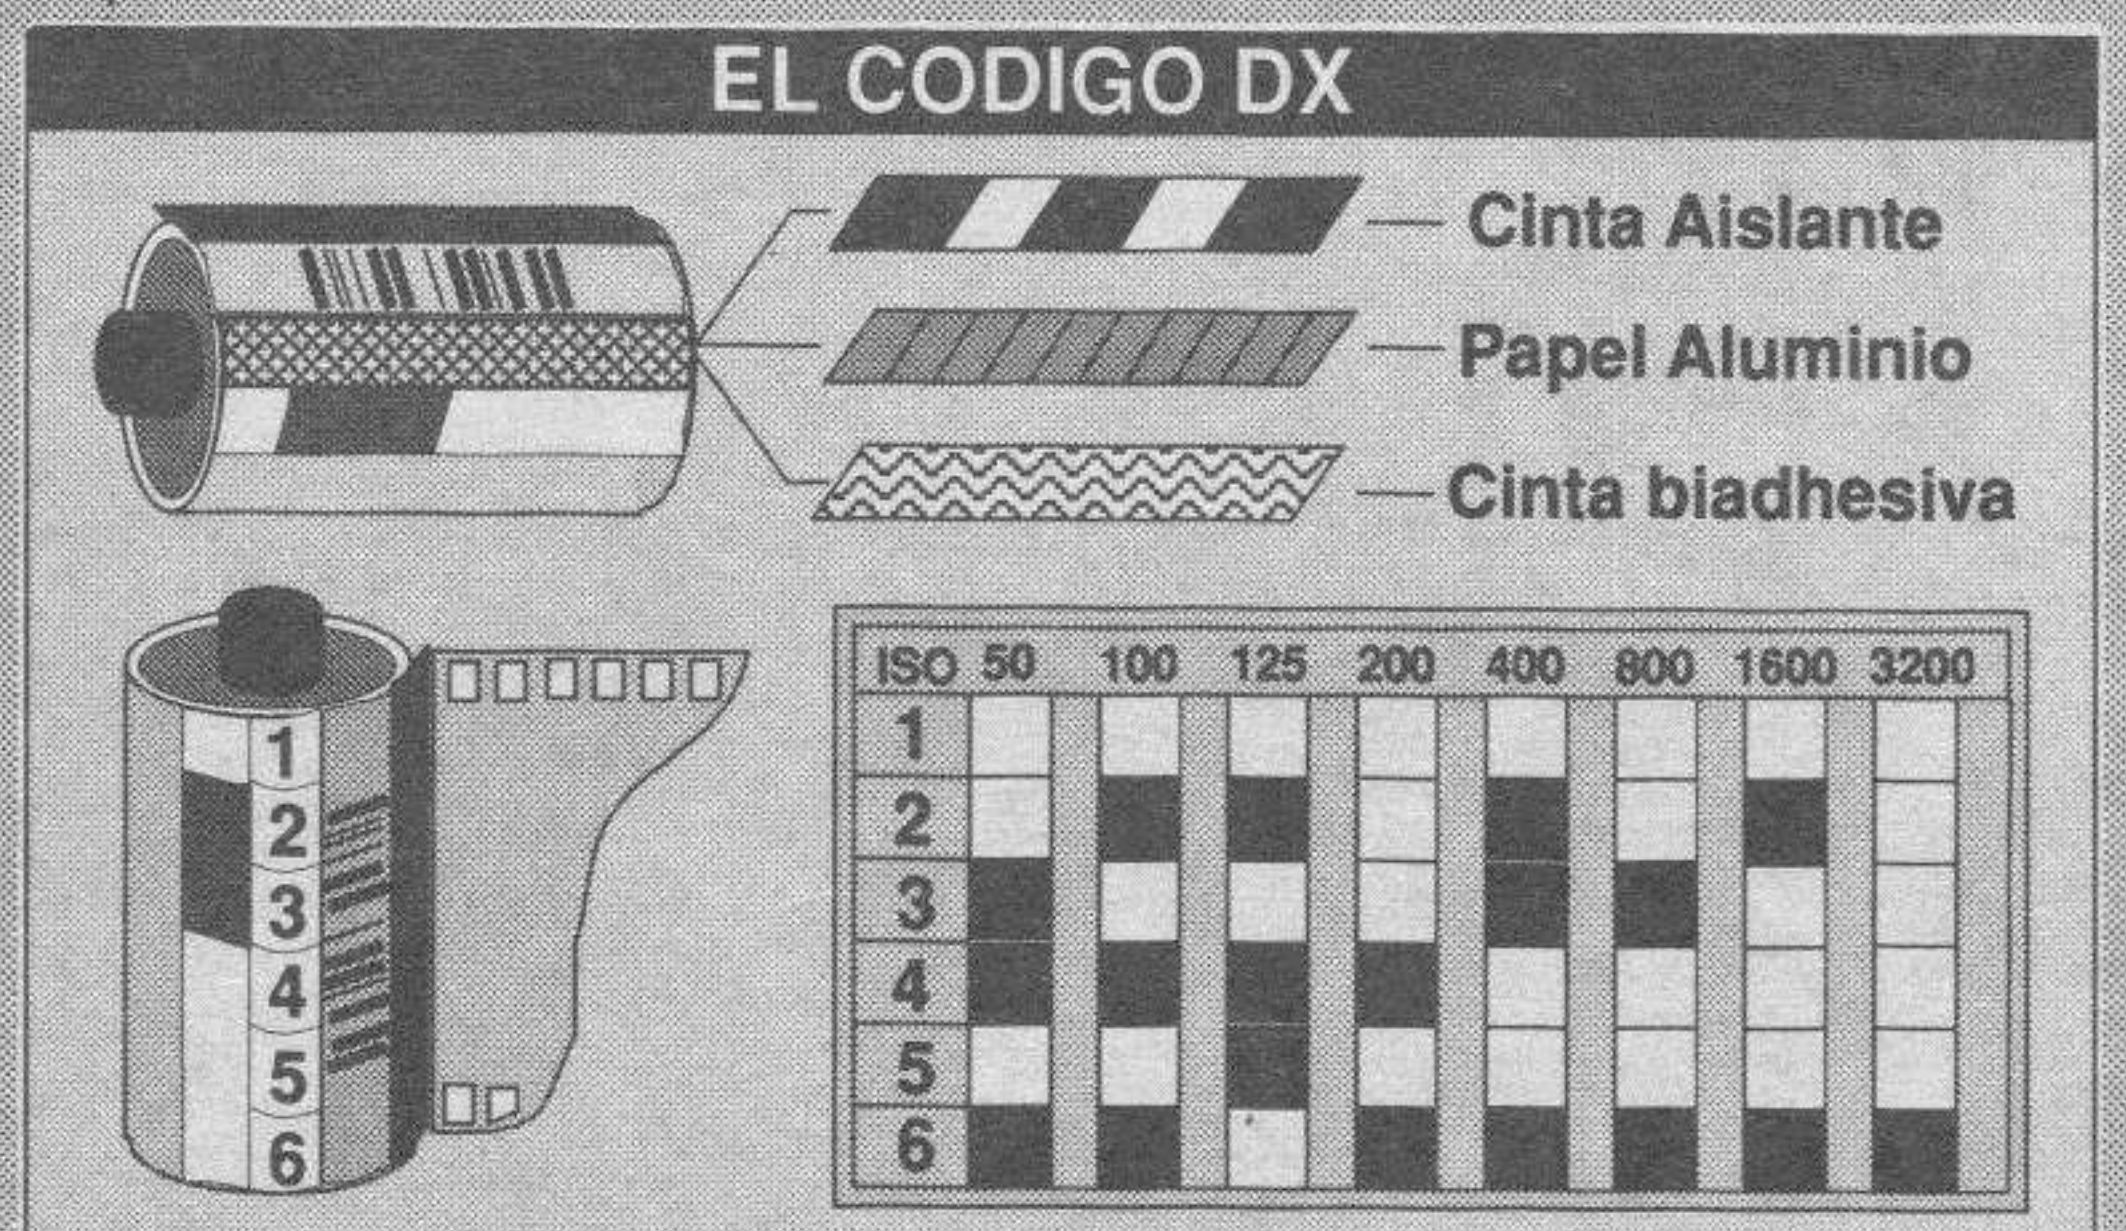 EL CODIGO DX
Cinta Aislante
Papel Aluminio
Cinta biadhesiva
1
2
3
4
5
6
ISO 50 100 125 200 400 800 1600 3200
1
2
3
4
5
6